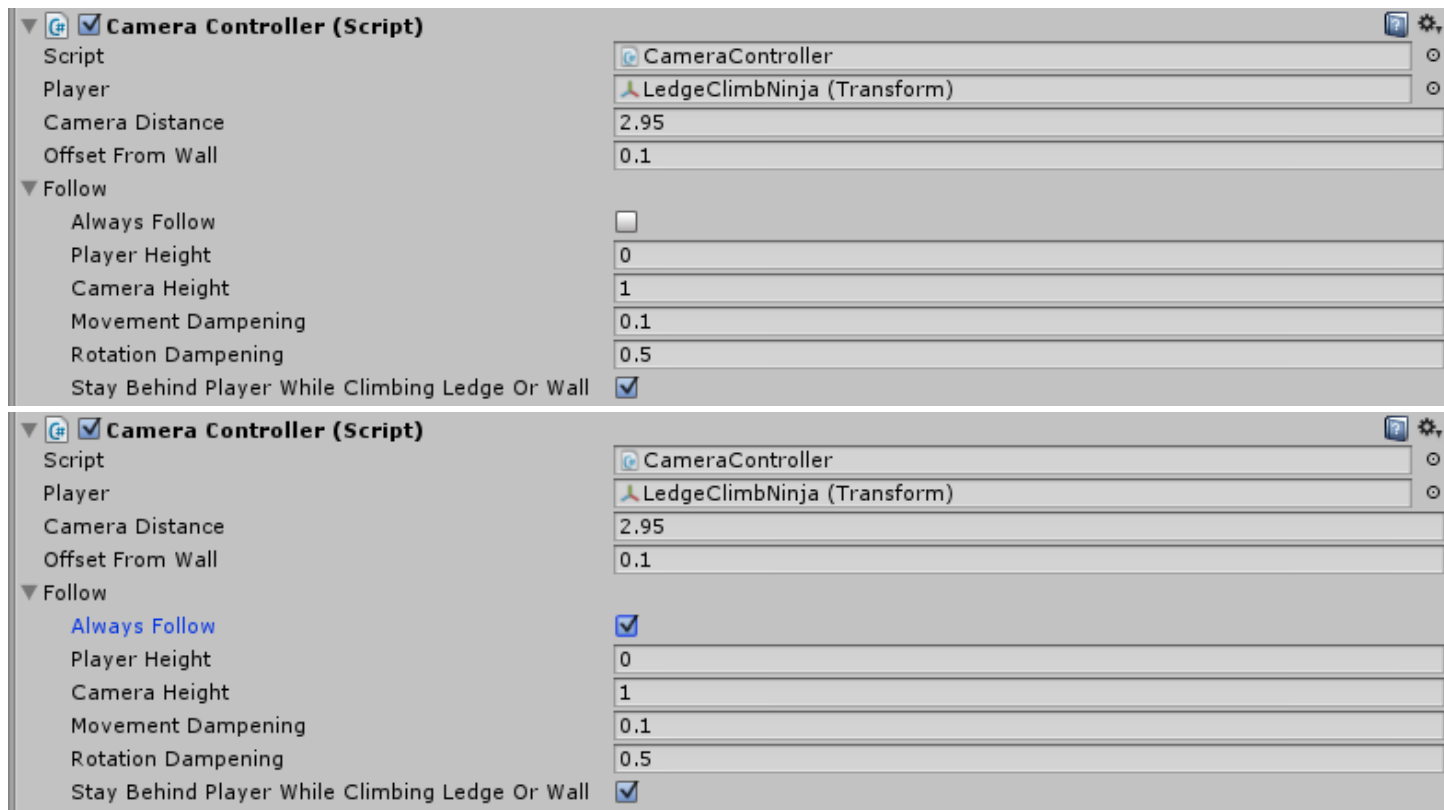 Camera Controller (Script)
Script CameraController
Player LedgeClimbNinja (Transform)
Camera Distance 2.95
Offset From Wall 0.1
Follow
Always Follow
Player Height 0
Camera Height 1
Movement Dampening 0.1
Rotation Dampening 0.5
Stay Behind Player While Climbing Ledge Or Wall
Camera Controller (Script)
Script CameraController
Player LedgeClimbNinja (Transform)
Camera Distance 2.95
Offset From Wall 0.1
Follow
Always Follow
Player Height 0
Camera Height 1
Movement Dampening 0.1
Rotation Dampening 0.5
Stay Behind Player While Climbing Ledge Or Wall